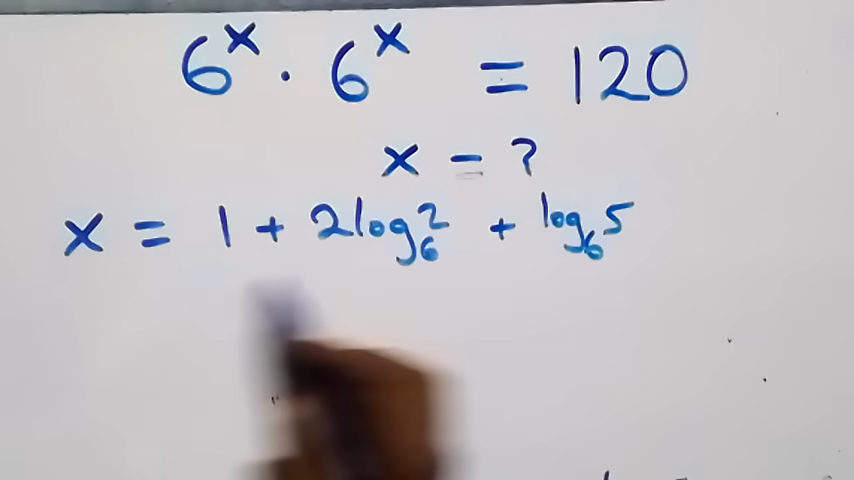 6^x · 6^x = 120
x = ?
x = 1 + 2log_6 2 + log_6 5